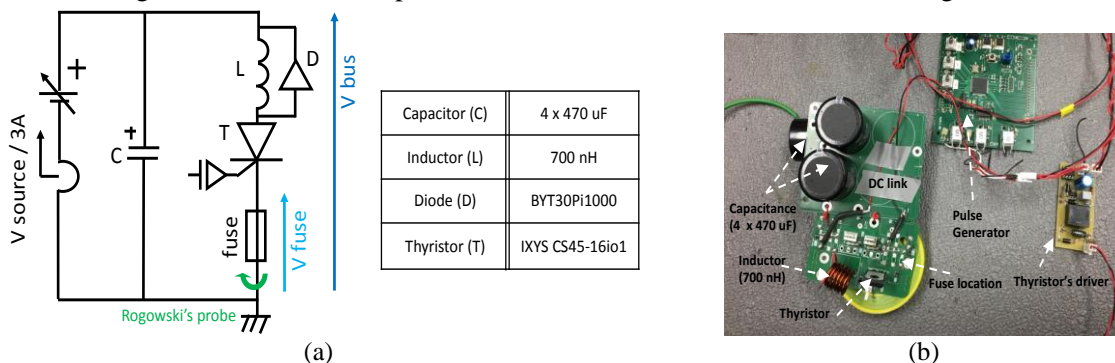 V source / 3A
+
+
C
L
D
T
fuse
V fuse
V bus
Rogowski's probe
Capacitor (C) 4 x 470 uF
Inductor (L) 700 nH
Diode (D) BYT30Pi1000
Thyristor (T) IXYS CS45-16io1
(a)
DC link
Capacitance
(4 x 470 uF)
Inductor
(700 nH)
Thyristor
Fuse location
Pulse
Generator
Thyristor's driver
(b)